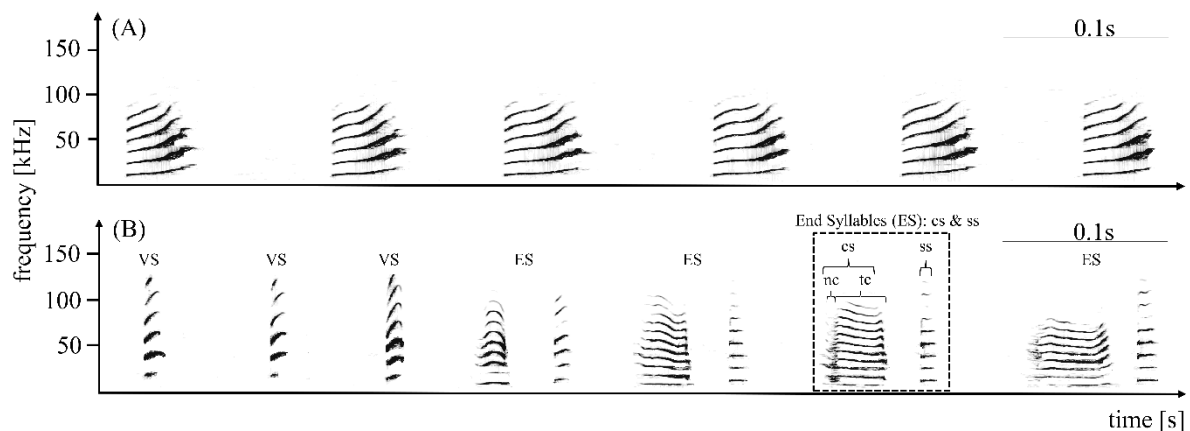 (A)
0.1s
150
100
50
frequency [kHz]
(B)
End Syllables (ES): cs & ss
0.1s
150
VS VS VS ES ES cs ss ES
nc tc
100
50
time [s]